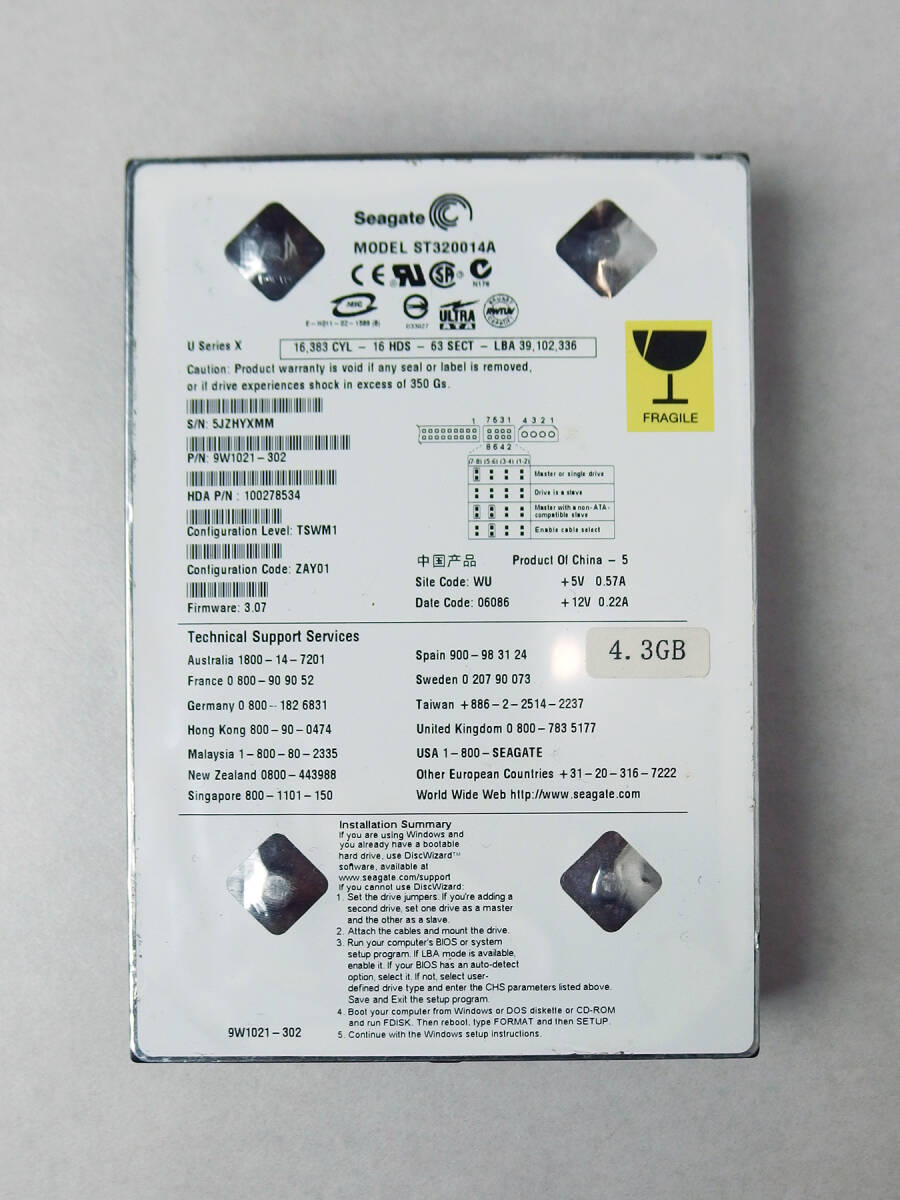 Seagate
MODEL ST320014A
N176
E-H011-02-1589 (B)
D33027
ULTRA
ATA
U Series X
16,383 CYL - 16 HDS - 63 SECT - LBA 39,102,336
Caution: Product warranty is void if any seal or label is removed,
or if drive experiences shock in excess of 350 Gs.
FRAGILE
S/N: 5JZHYXMM
P/N: 9W1021-302
HDA P/N: 100278534
Configuration Level: TSWM1
Configuration Code: ZAY01
Firmware: 3.07
1 7531 4321
8642
(7-8) (5-6) (3-4) (1-2)
Master or single drive
Drive is a slave
Master with a non-ATA-
compatible slave
Enable cable select
中国产品 Product Of China - 5
Site Code: WU +5V 0.57A
Date Code: 06086 +12V 0.22A
Technical Support Services
Australia 1800-14-7201
France 0 800-90 90 52
Germany 0 800-182 6831
Hong Kong 800-90-0474
Malaysia 1-800-80-2335
New Zealand 0800-443988
Singapore 800-1101-150
Spain 900-98 31 24
Sweden 0 207 90 073
Taiwan +886-2-2514-2237
United Kingdom 0 800-783 5177
USA 1-800-SEAGATE
Other European Countries +31-20-316-7222
World Wide Web http://www.seagate.com
4.3GB
Installation Summary
If you are using Windows and
you already have a bootable
hard drive, use DiscWizard™
software, available at
www.seagate.com/support
If you cannot use DiscWizard:
1. Set the drive jumpers. If you're adding a
second drive, set one drive as a master
and the other as a slave.
2. Attach the cables and mount the drive.
3. Run your computer's BIOS or system
setup program. If LBA mode is available,
enable it. If your BIOS has an auto-detect
option, select it. If not, select user-
defined drive type and enter the CHS parameters listed above.
Save and Exit the setup program.
4. Boot your computer from Windows or DOS diskette or CD-ROM
and run FDISK. Then reboot, type FORMAT and then SETUP.
5. Continue with the Windows setup instructions.
9W1021-302